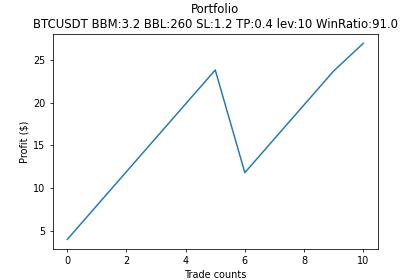 Portfolio
BTCUSDT BBM:3.2 BBL:260 SL:1.2 TP:0.4 lev:10 WinRatio:91.0
Profit ($)
25
20
15
10
5
0 2 4 6 8 10
Trade counts